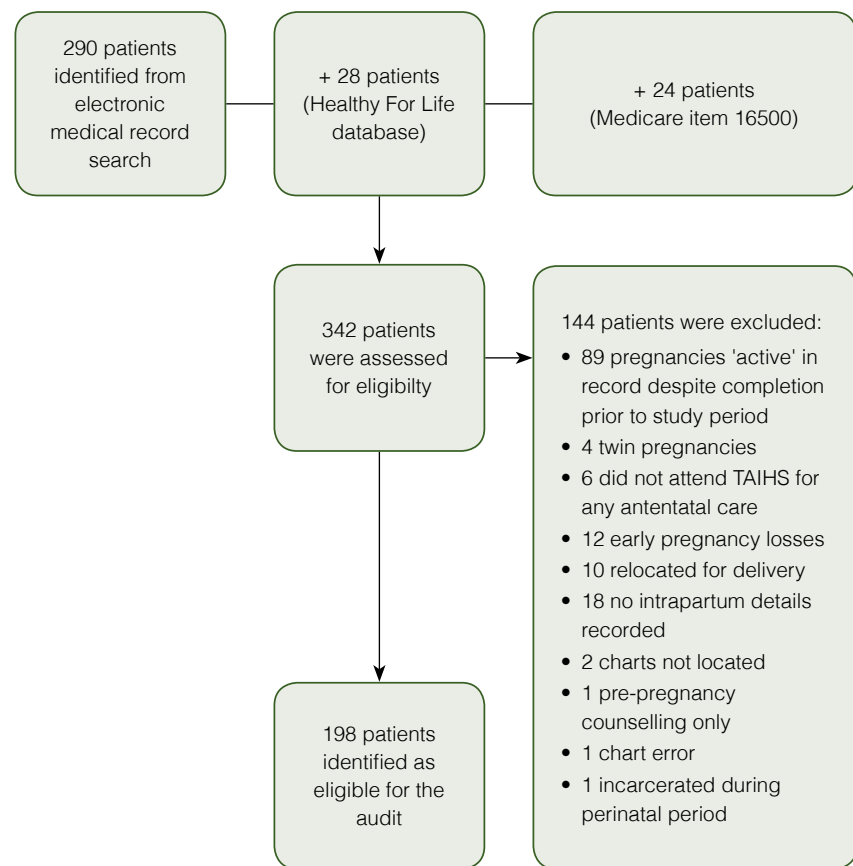 290 patients
identified from
electronic
medical record
search
+ 28 patients
(Healthy For Life
database)
+ 24 patients
(Medicare item 16500)
342 patients
were assessed
for eligibilty
144 patients were excluded:
• 89 pregnancies 'active' in
record despite completion
prior to study period
• 4 twin pregnancies
• 6 did not attend TAIHS for
any antentatal care
• 12 early pregnancy losses
• 10 relocated for delivery
• 18 no intrapartum details
recorded
• 2 charts not located
• 1 pre-pregnancy
counselling only
• 1 chart error
• 1 incarcerated during
perinatal period
198 patients
identified as
eligible for the
audit